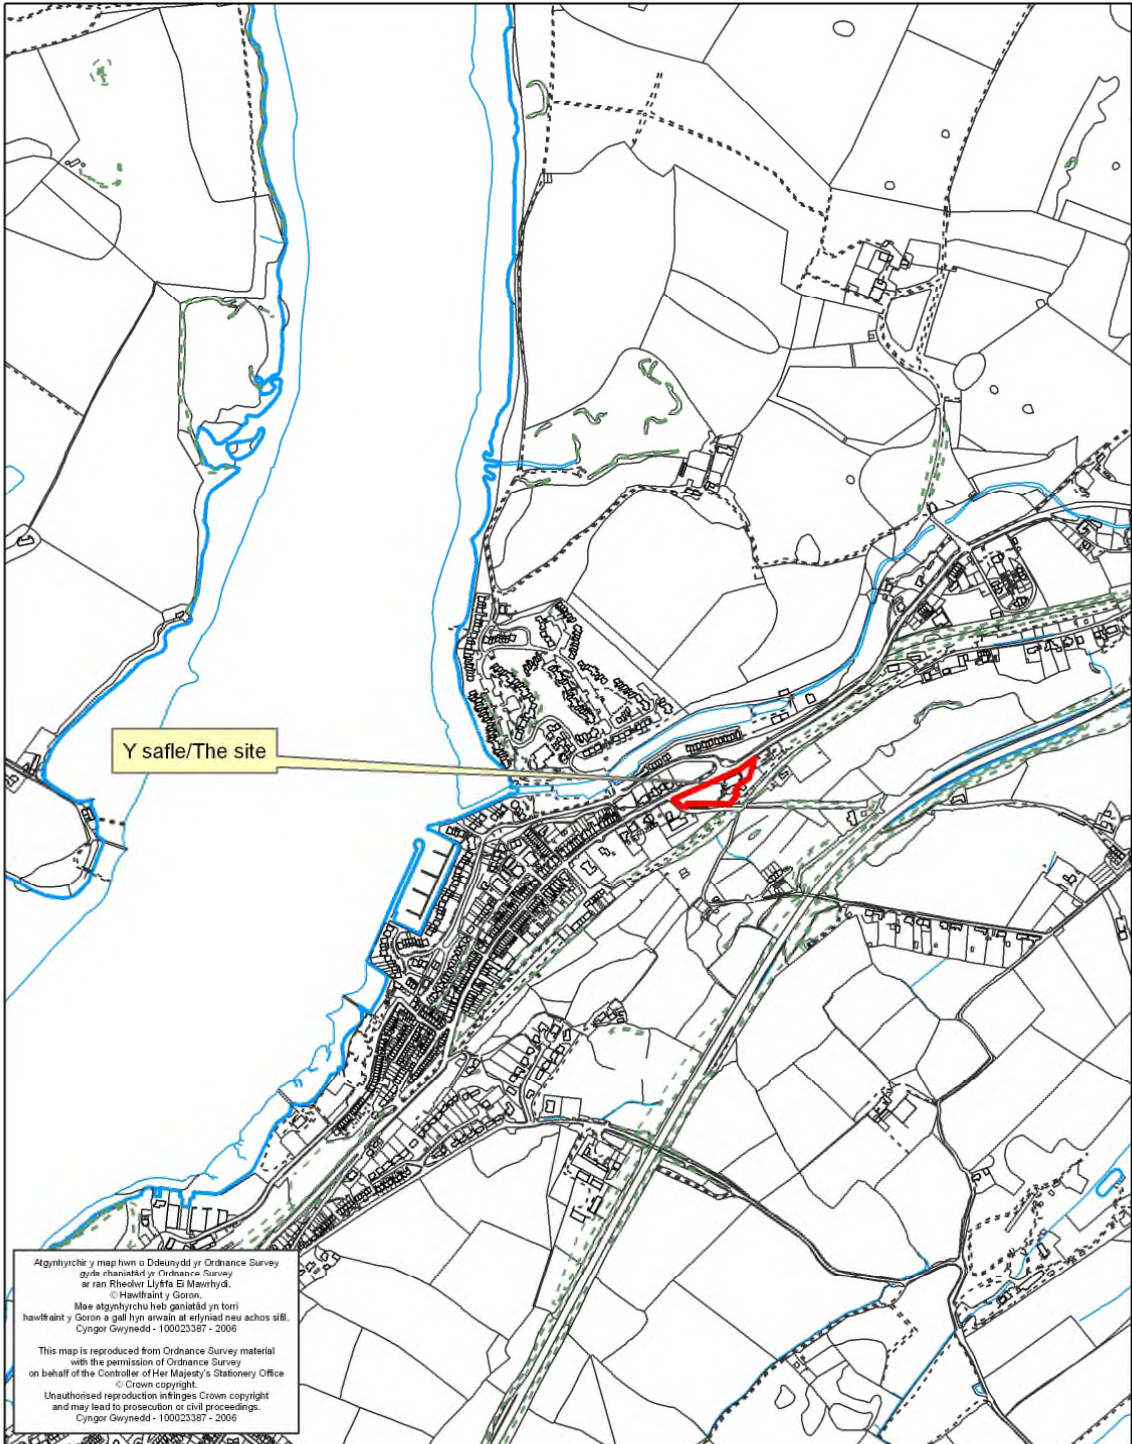 Y safle/The site
Atgynhyrchir y map hwn o Ddeunydd yr Ordnance Survey
gyda chaniatâd yr Ordnance Survey
ar ran Rheolwr Llyfrfa Ei Mawrhydi.
© Hawlfraint y Goron.
Mae atgynhyrchu heb ganiatâd yn torri
hawlfraint y Goron a gall hyn arwain at erlyniad neu achos sifil.
Cyngor Gwynedd - 100023387 - 2006
This map is reproduced from Ordnance Survey material
with the permission of Ordnance Survey
on behalf of the Controller of Her Majesty's Stationery Office
© Crown copyright.
Unauthorised reproduction infringes Crown copyright
and may lead to prosecution or civil proceedings.
Cyngor Gwynedd - 100023387 - 2006